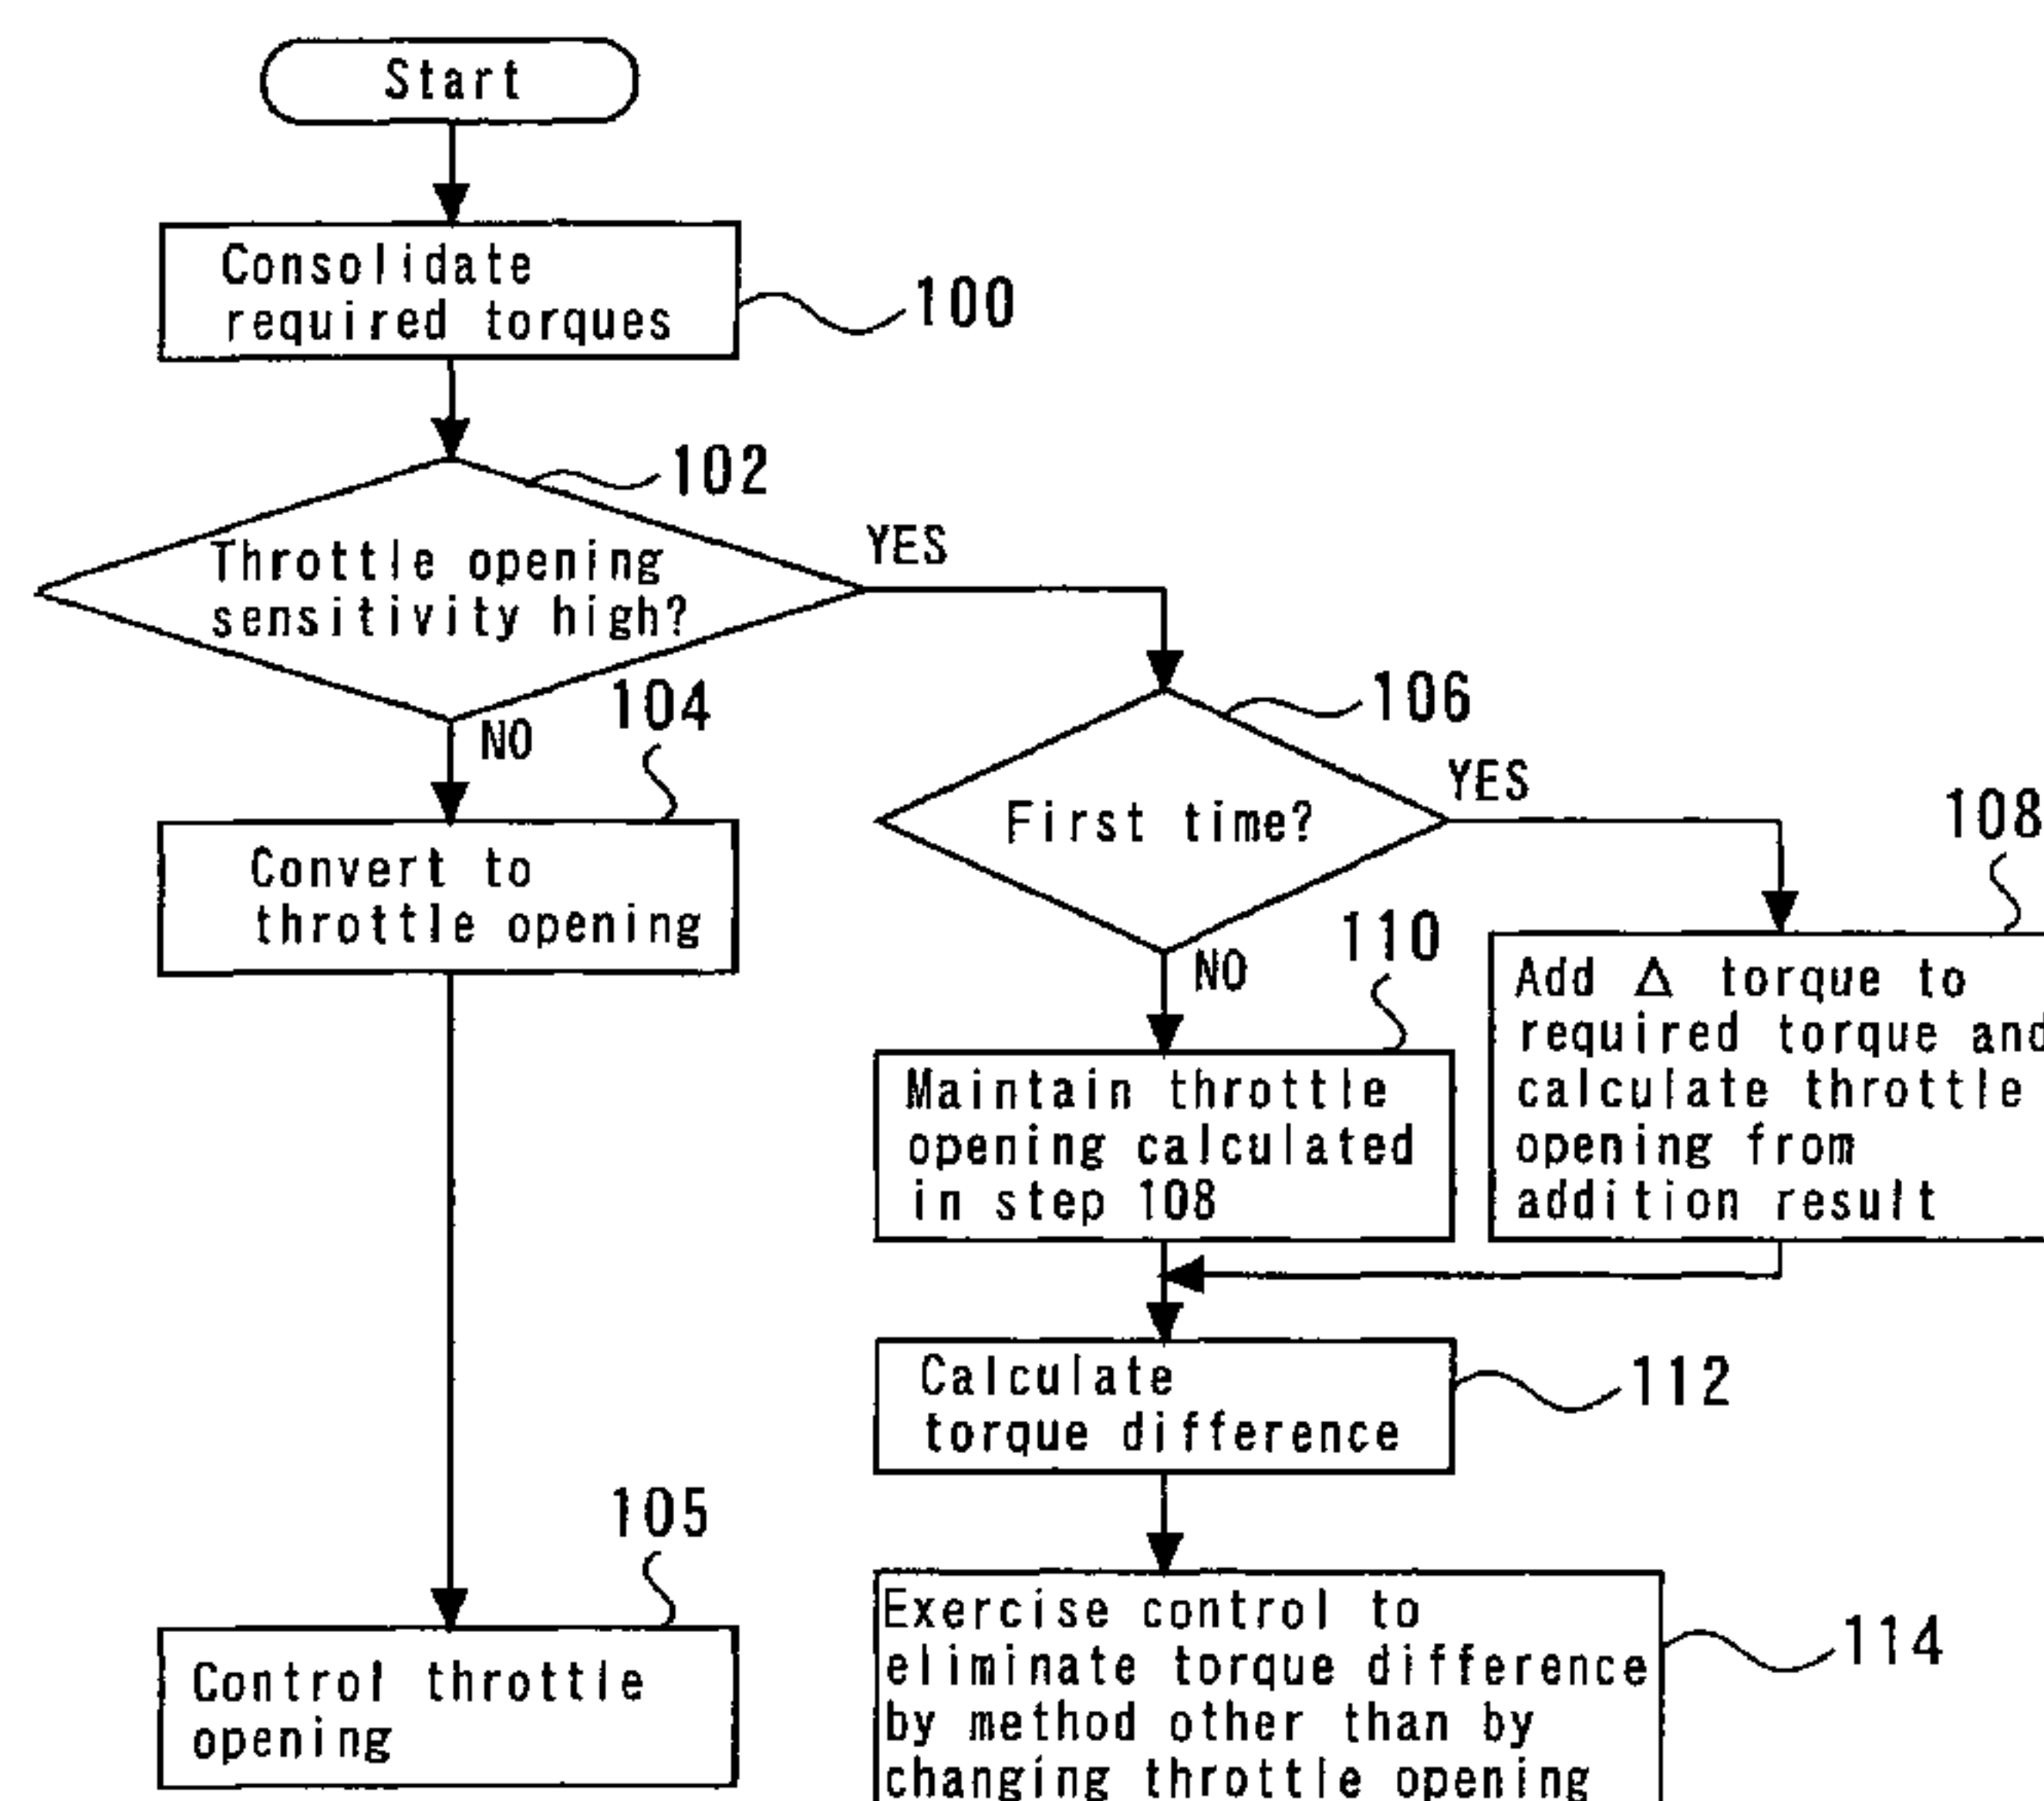 Start
Consolidate
required torques
100
102
Throttle opening
sensitivity high?
YES
NO
104
Convert to
throttle opening
106
First time?
YES
NO
108
Add Δ torque to
required torque and
calculate throttle
opening from
addition result
110
Maintain throttle
opening calculated
in step 108
Calculate
torque difference
112
105
Control throttle
opening
Exercise control to
eliminate torque difference
by method other than by
changing throttle opening
114